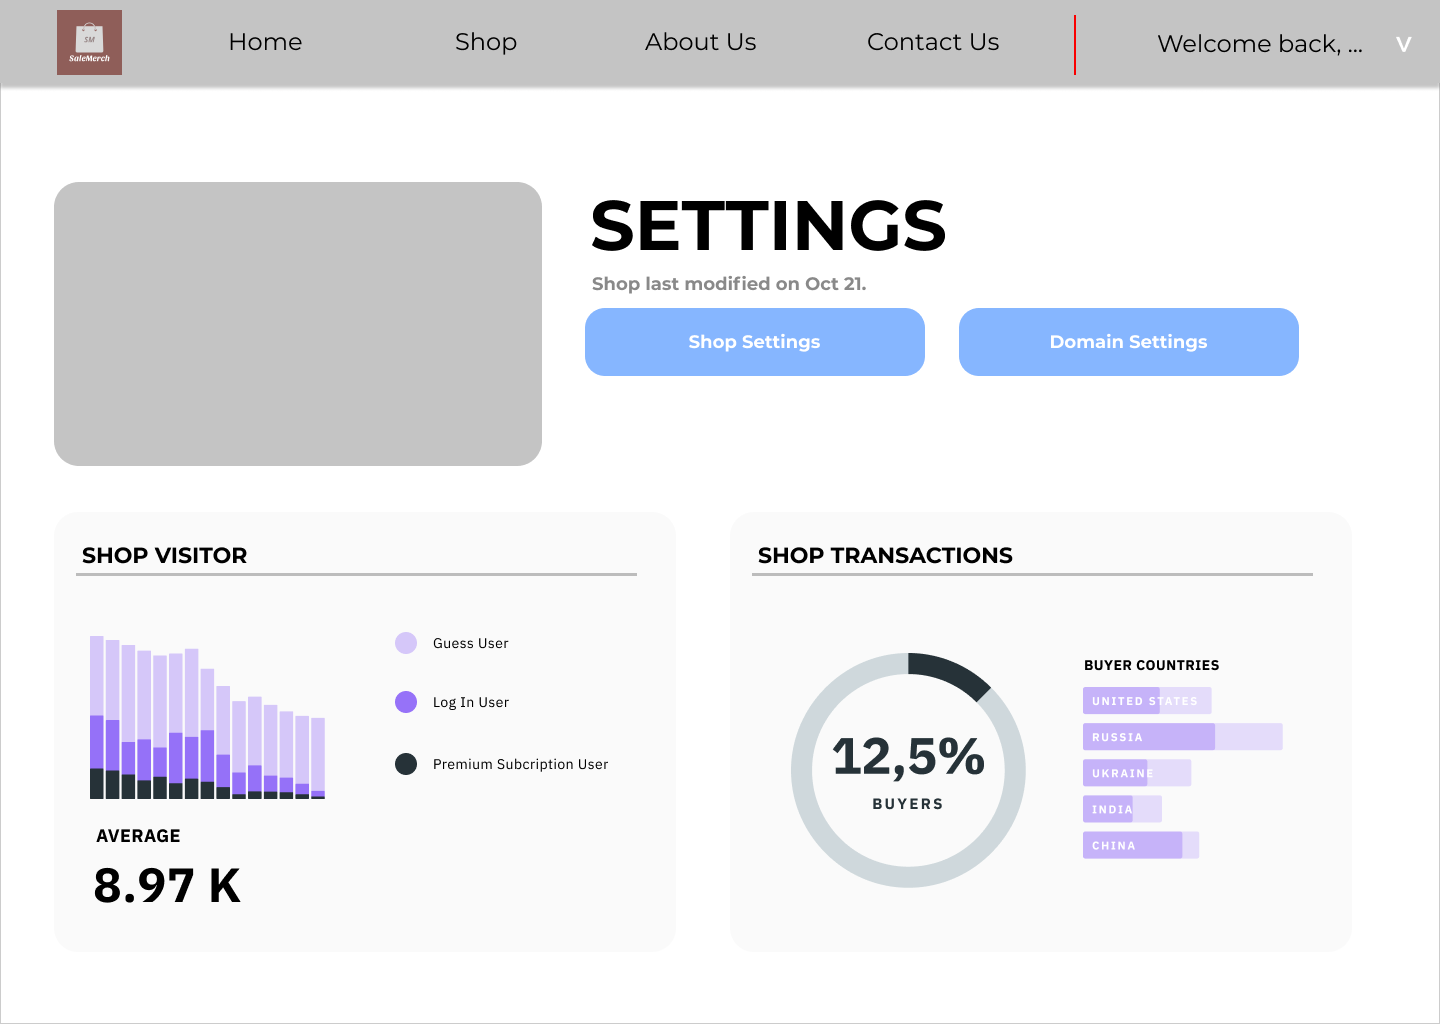 SM
SaleMerch
Home
Shop
About Us
Contact Us
Welcome back, ...
V
SETTINGS
Shop last modified on Oct 21.
Shop Settings
Domain Settings
SHOP VISITOR
Guess User
Log In User
Premium Subcription User
AVERAGE
8.97 K
SHOP TRANSACTIONS
12,5%
BUYERS
BUYER COUNTRIES
UNITED STATES
RUSSIA
UKRAINE
INDIA
CHINA